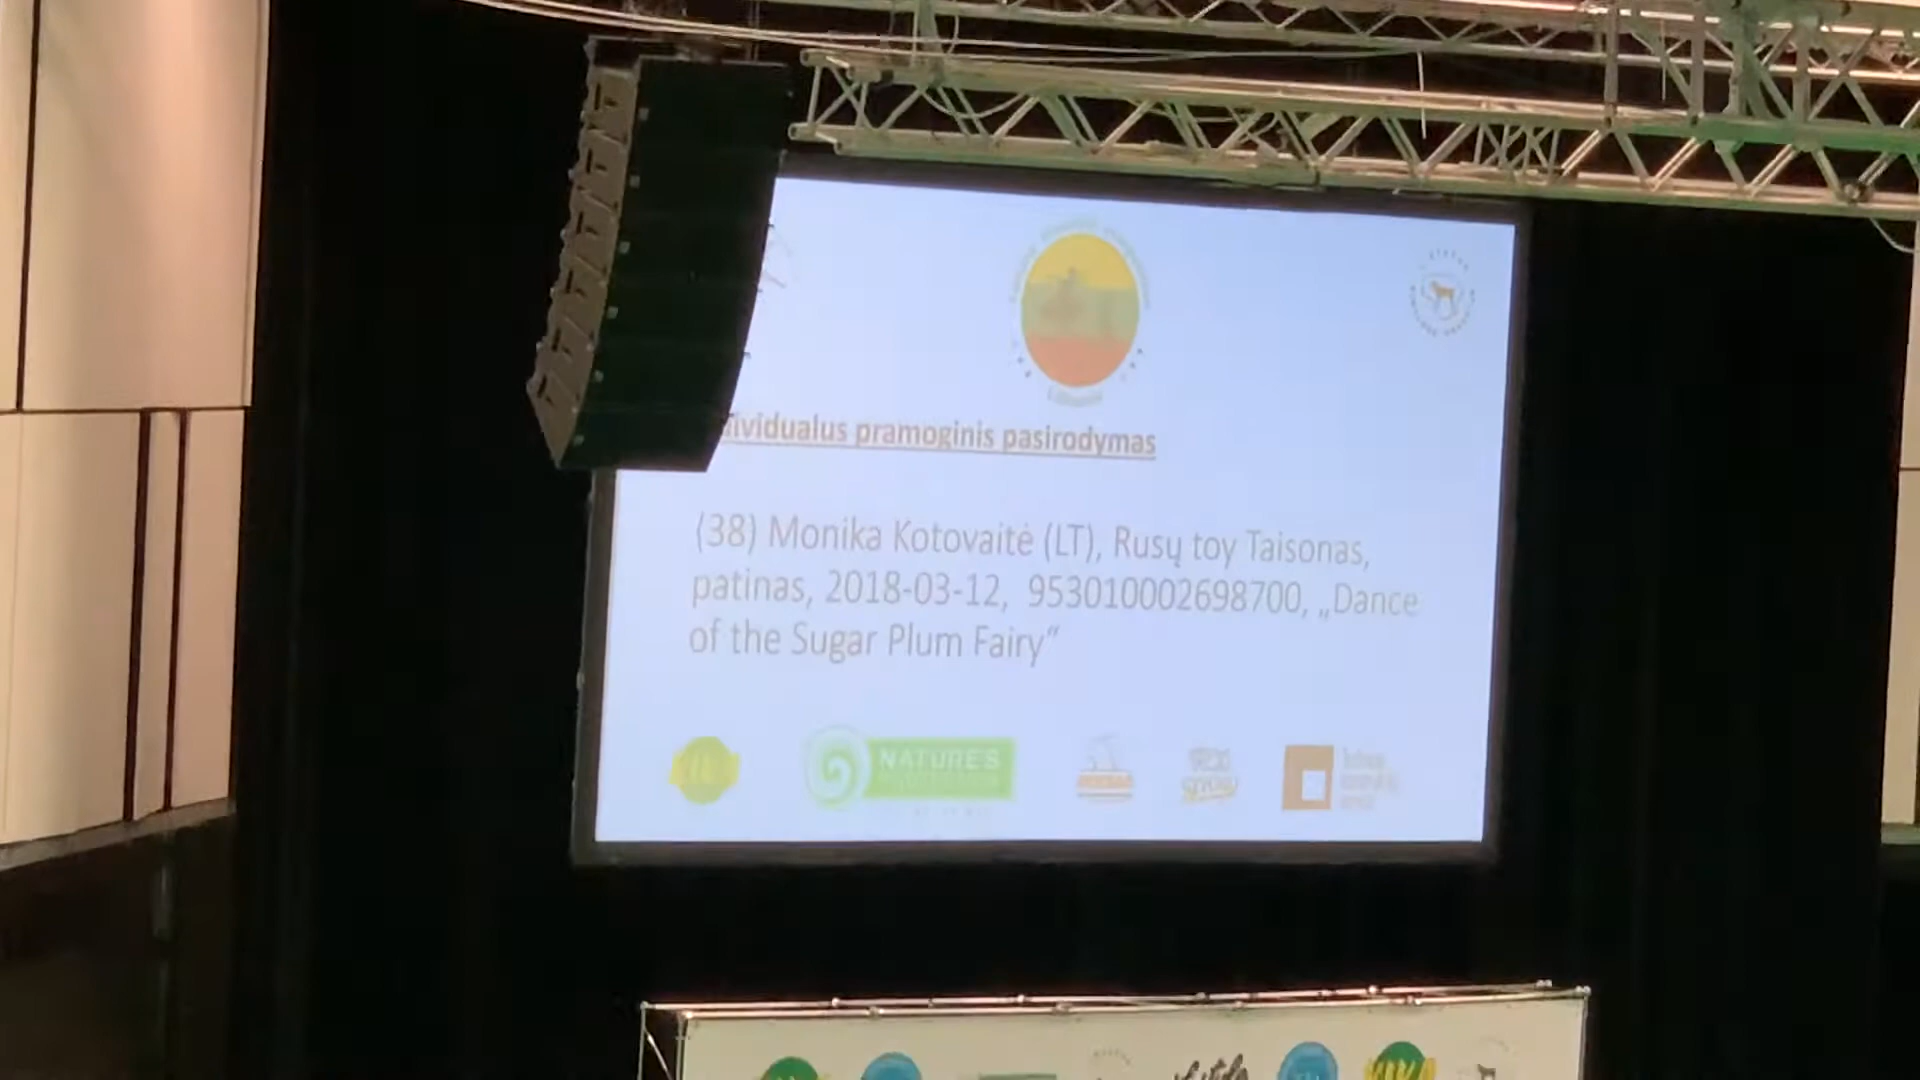 pramoginis pasirodymas
(38) Monika Kotovaitė (LT), Rusų toy Taisonas,
patinas, 2018-03-12, 953010002698700, „Dance
of the Sugar Plum Fairy“
NATURES